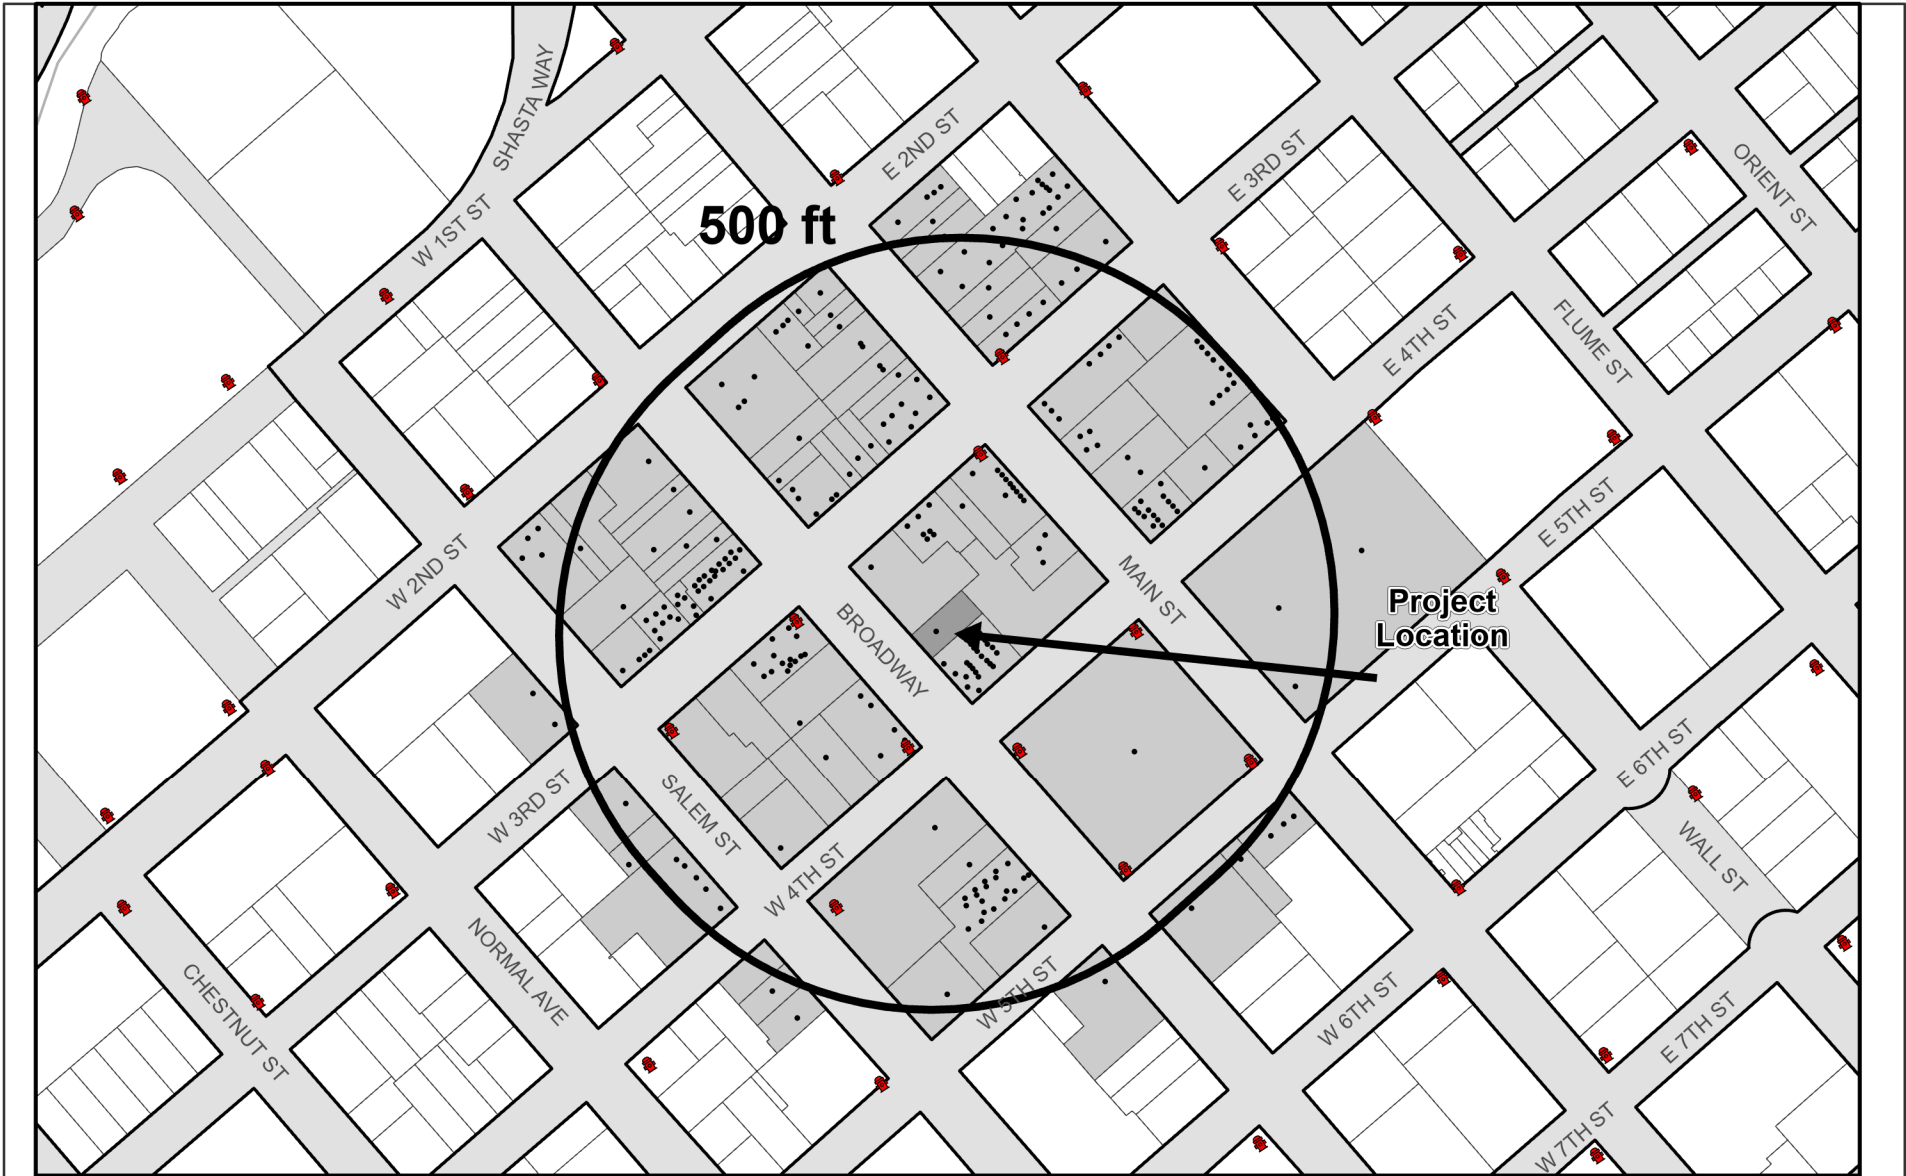 SHASTA WAY
E 2ND ST
E 3RD ST
ORIENT ST
W 1ST ST
500 ft
FLUME ST
E 4TH ST
W 2ND ST
E 5TH ST
MAIN ST
BROADWAY
Project
Location
W 3RD ST
SALEM ST
E 6TH ST
W 4TH ST
WALL ST
NORMAL AVE
CHESTNUT ST
W 5TH ST
W 6TH ST
E 7TH ST
W 7TH ST